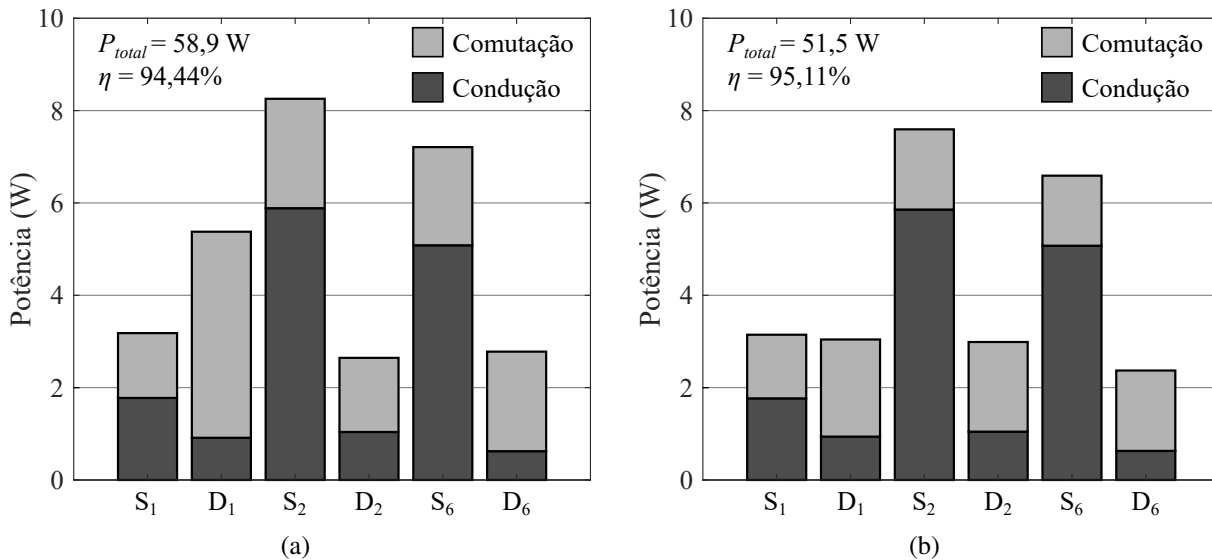 10
8
6
4
2
0
Potência (W)
P_total = 58,9 W
η = 94,44%
Comutação
Condução
S₁ D₁ S₂ D₂ S₆ D₆
(a)
10
8
6
4
2
0
Potência (W)
P_total = 51,5 W
η = 95,11%
Comutação
Condução
S₁ D₁ S₂ D₂ S₆ D₆
(b)